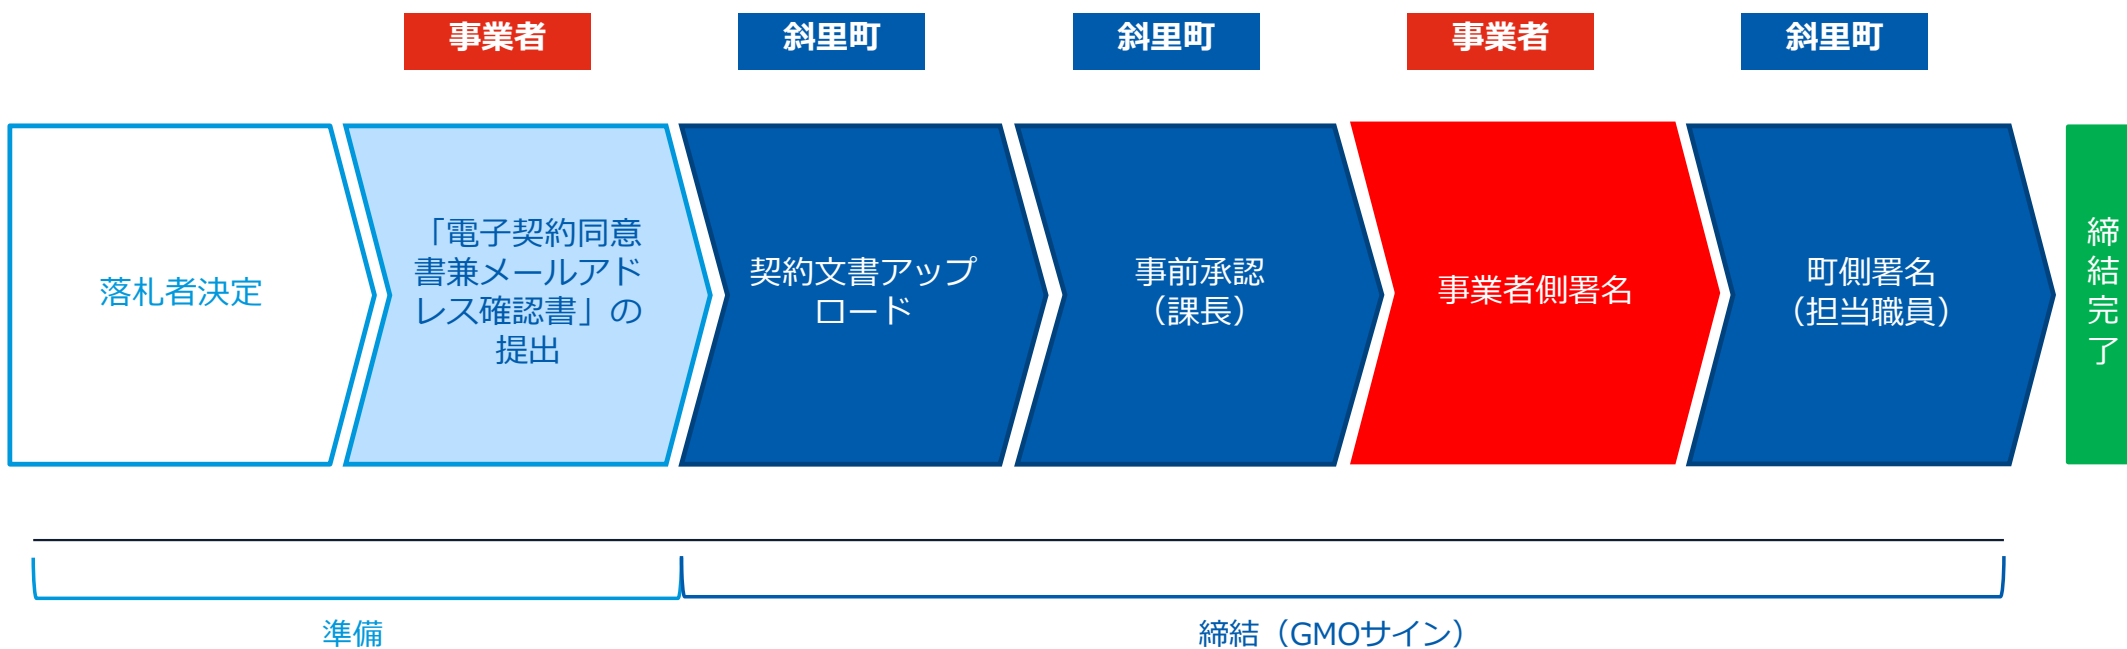 事業者
斜里町
斜里町
事業者
斜里町
落札者決定
「電子契約同意
書兼メールアド
レス確認書」の
提出
契約文書アップ
ロード
事前承認
（課長）
事業者側署名
町側署名
（担当職員）
締
結
完
了
準備
締結（GMOサイン）